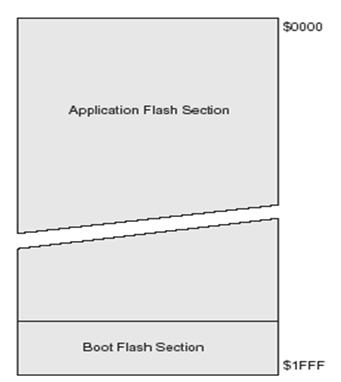 $0000
Application Flash Section
Boot Flash Section
$1FFF